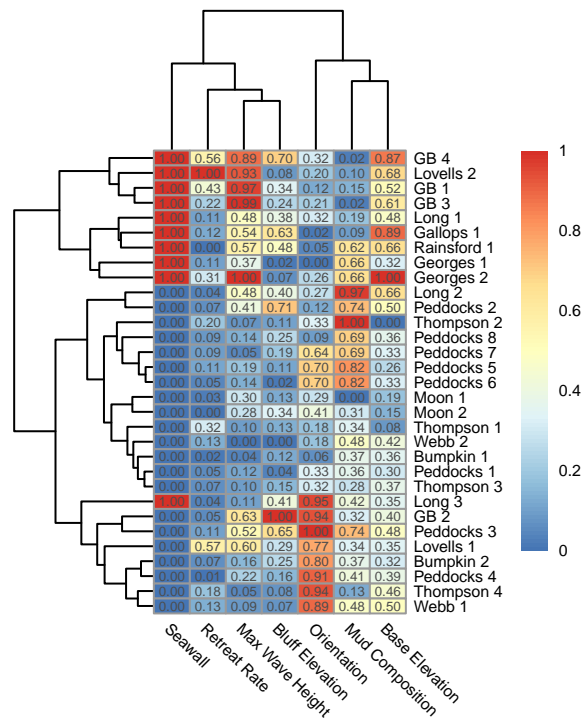 1.00 0.56 0.89 0.70 0.32 0.02 0.87 GB 4
1.00 1.00 0.93 0.08 0.20 0.10 0.68 Lovells 2
1.00 0.43 0.97 0.34 0.12 0.15 0.52 GB 1
1.00 0.22 0.99 0.24 0.21 0.02 0.61 GB 3
1.00 0.11 0.48 0.38 0.32 0.19 0.48 Long 1
1.00 0.12 0.54 0.63 0.02 0.09 0.89 Gallops 1
1.00 0.00 0.57 0.48 0.05 0.62 0.66 Rainsford 1
1.00 0.11 0.37 0.02 0.00 0.66 0.32 Georges 1
1.00 0.31 1.00 0.07 0.26 0.66 1.00 Georges 2
0.00 0.04 0.48 0.40 0.27 0.97 0.66 Long 2
0.00 0.07 0.41 0.71 0.12 0.74 0.50 Peddocks 2
0.00 0.20 0.07 0.11 0.33 1.00 0.00 Thompson 2
0.00 0.09 0.14 0.25 0.09 0.69 0.36 Peddocks 8
0.00 0.09 0.05 0.19 0.64 0.69 0.33 Peddocks 7
0.00 0.11 0.19 0.11 0.70 0.82 0.26 Peddocks 5
0.00 0.05 0.14 0.02 0.70 0.82 0.33 Peddocks 6
0.00 0.01 0.30 0.13 0.29 0.00 0.19 Moon 1
0.00 0.00 0.28 0.34 0.41 0.31 0.15 Moon 2
0.00 0.32 0.10 0.13 0.18 0.34 0.08 Thompson 1
0.00 0.13 0.00 0.00 0.18 0.48 0.42 Webb 2
0.00 0.02 0.04 0.12 0.06 0.37 0.36 Bumpkin 1
0.00 0.05 0.12 0.04 0.33 0.36 0.30 Peddocks 1
0.00 0.07 0.10 0.15 0.32 0.28 0.37 Thompson 3
1.00 0.04 0.11 0.41 0.95 0.42 0.35 Long 3
0.00 0.05 0.63 1.00 0.94 0.32 0.40 GB 2
0.00 0.11 0.52 0.65 1.00 0.74 0.48 Peddocks 3
0.00 0.57 0.60 0.29 0.77 0.34 0.35 Lovells 1
0.00 0.07 0.16 0.25 0.80 0.37 0.32 Bumpkin 2
0.00 0.01 0.22 0.16 0.91 0.41 0.39 Peddocks 4
0.00 0.18 0.05 0.08 0.94 0.13 0.46 Thompson 4
0.00 0.13 0.09 0.07 0.89 0.48 0.50 Webb 1
Seawall
Retreat Rate
Max Wave Height
Bluff Elevation
Orientation
Mud Composition
Base Elevation
1
0.8
0.6
0.4
0.2
0